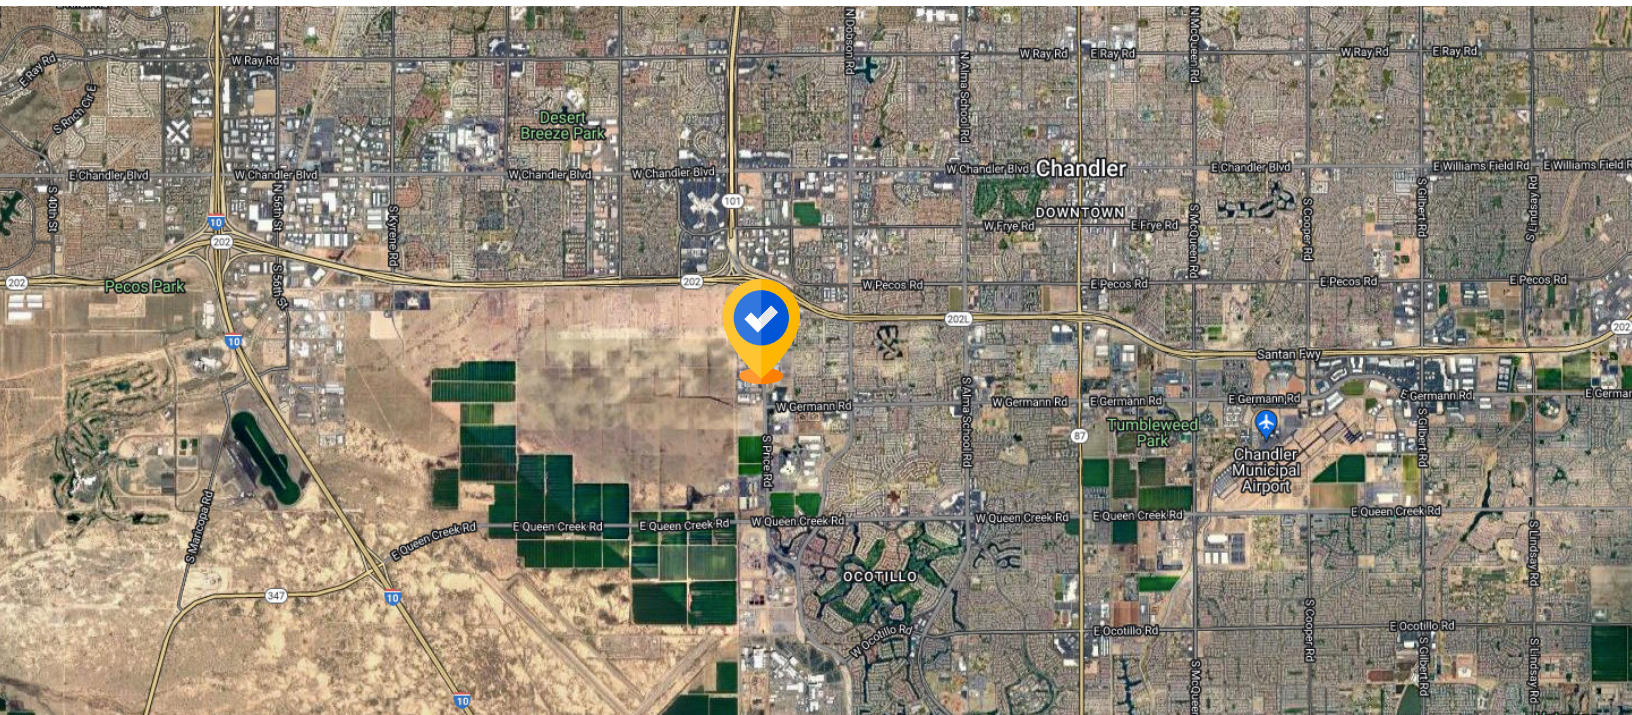 W Ray Rd
E Ray Rd
W Ray Rd
E Ray Rd
W Ray Rd
E Ray Rd
S Rnch Cir E
N Dobson Rd
N Alma School Rd
N McQueen Rd
Desert
Breeze Park
E Chandler Blvd
W Chandler Blvd
W Chandler Blvd
W Chandler Blvd
W Chandler Blvd
Chandler
E Chandler Blvd
E Williams Field Rd
E Williams Field R
S 40th St
N 56th St
S Kyrene Rd
101
DOWNTOWN
W Frye Rd
E Frye Rd
S McQueen Rd
S Cooper Rd
S Gilbert Rd
S Lindsay Rd
10
202
202
Pecos Park
S 56th St
202
W Pecos Rd
E Pecos Rd
E Pecos Rd
E Pecos Rd
202L
202
10
Santan Fwy
W Germann Rd
W Germann Rd
E Germann Rd
E Germann Rd
E Germann Rd
E German
S Price Rd
S Alma School Rd
87
Tumbleweed
Park
Chandler
Municipal
Airport
S Gilbert Rd
S Maricopa Rd
E Queen Creek Rd
E Queen Creek Rd
E Queen Creek Rd
W Queen Creek Rd
W Queen Creek Rd
E Queen Creek Rd
E Queen Creek Rd
S Lindsay Rd
OCOTILLO
347
10
W Ocotillo Rd
E Ocotillo Rd
E Ocotillo Rd
S Cooper Rd
S Gilbert Rd
S Lindsay Rd
S McQuee
10